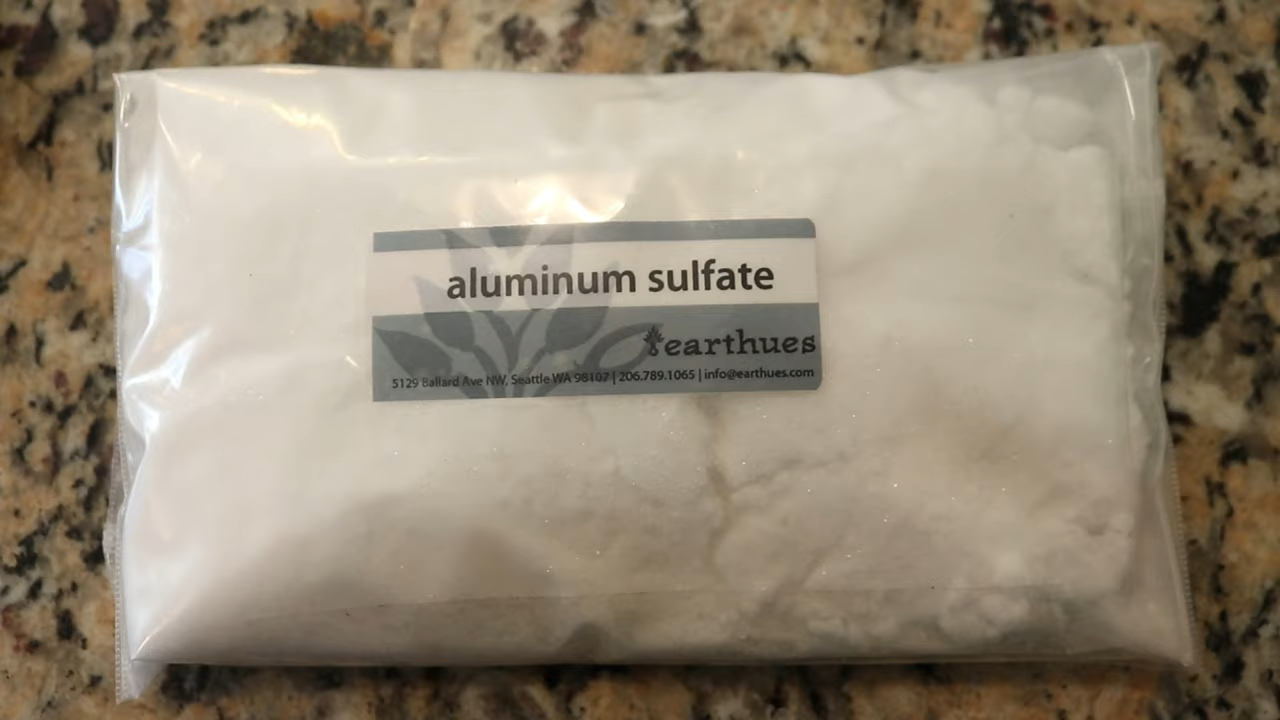 aluminum sulfate
earthues
5129 Ballard Ave NW, Seattle WA 98107 | 206.789.1065 | info@earthues.com